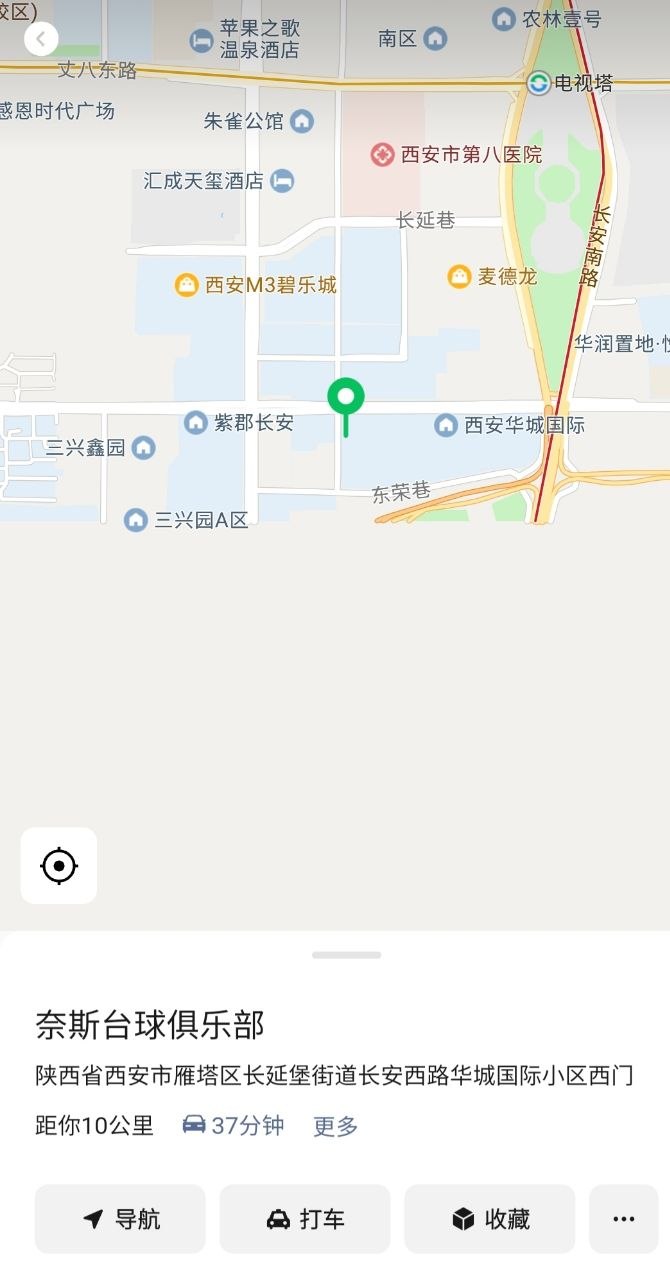 校区)
苹果之歌
温泉酒店
南区
农林壹号
丈八东路
电视塔
感恩时代广场
朱雀公馆
西安市第八医院
汇成天玺酒店
长延巷
长安南路
西安M3碧乐城
麦德龙
华润置地·悦
紫郡长安
西安华城国际
三兴鑫园
东荣巷
三兴园A区
奈斯台球俱乐部
陕西省西安市雁塔区长延堡街道长安西路华城国际小区西门
距你10公里 37分钟 更多
导航 打车 收藏 ···